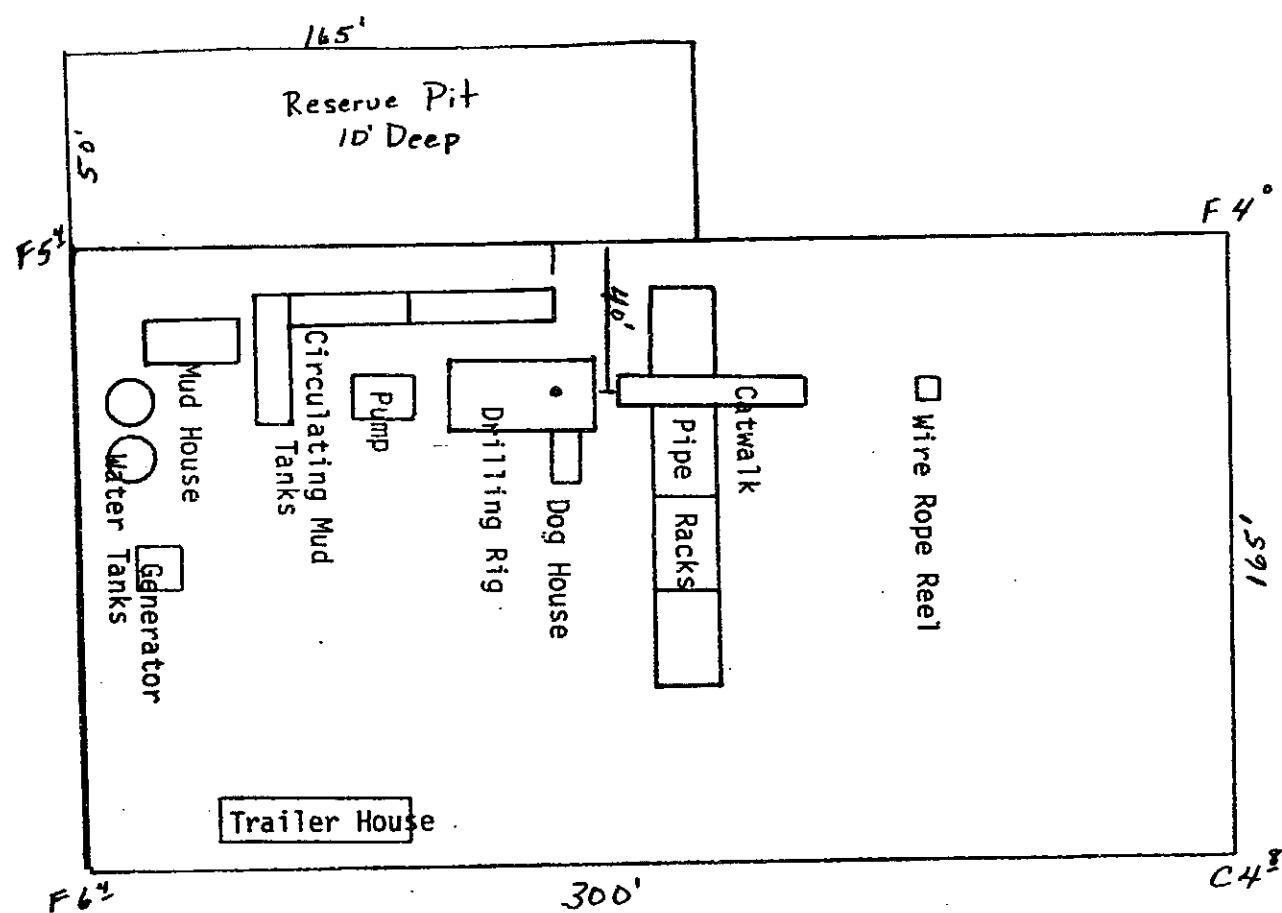 165'
Reserve Pit
10' Deep
50'
F5⁴
F4⁰
40'
Mud House
Water Tanks
Generator
Circulating Mud
Tanks
Pump
Drilling Rig
Dog House
Pipe Racks
Catwalk
Wire Rope Reel
165'
Trailer House
F6⁴
300'
C4⁸